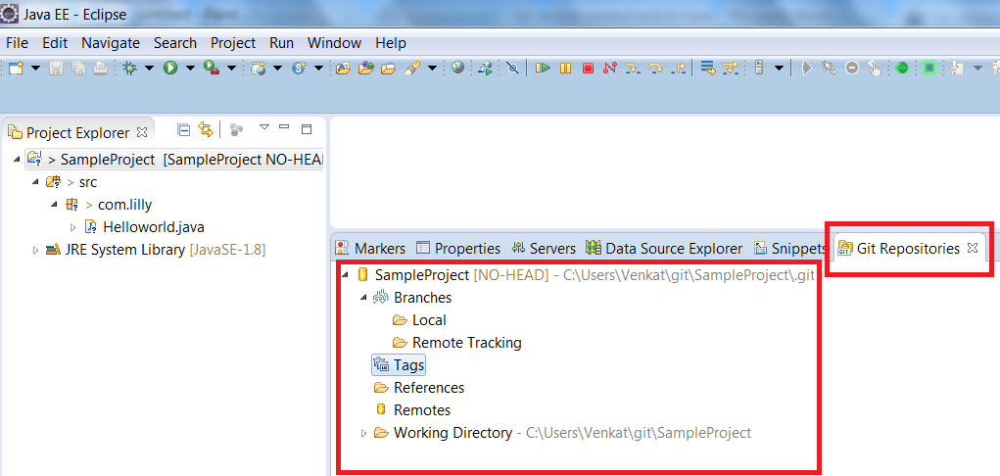 Java EE - Eclipse
File Edit Navigate Search Project Run Window Help
Project Explorer
> SampleProject [SampleProject NO-HEAD
> src
> com.lilly
Helloworld.java
JRE System Library [JavaSE-1.8]
Markers Properties Servers Data Source Explorer Snippets Git Repositories
SampleProject [NO-HEAD] - C:\Users\Venkat\git\SampleProject\.git
Branches
Local
Remote Tracking
Tags
References
Remotes
Working Directory - C:\Users\Venkat\git\SampleProject